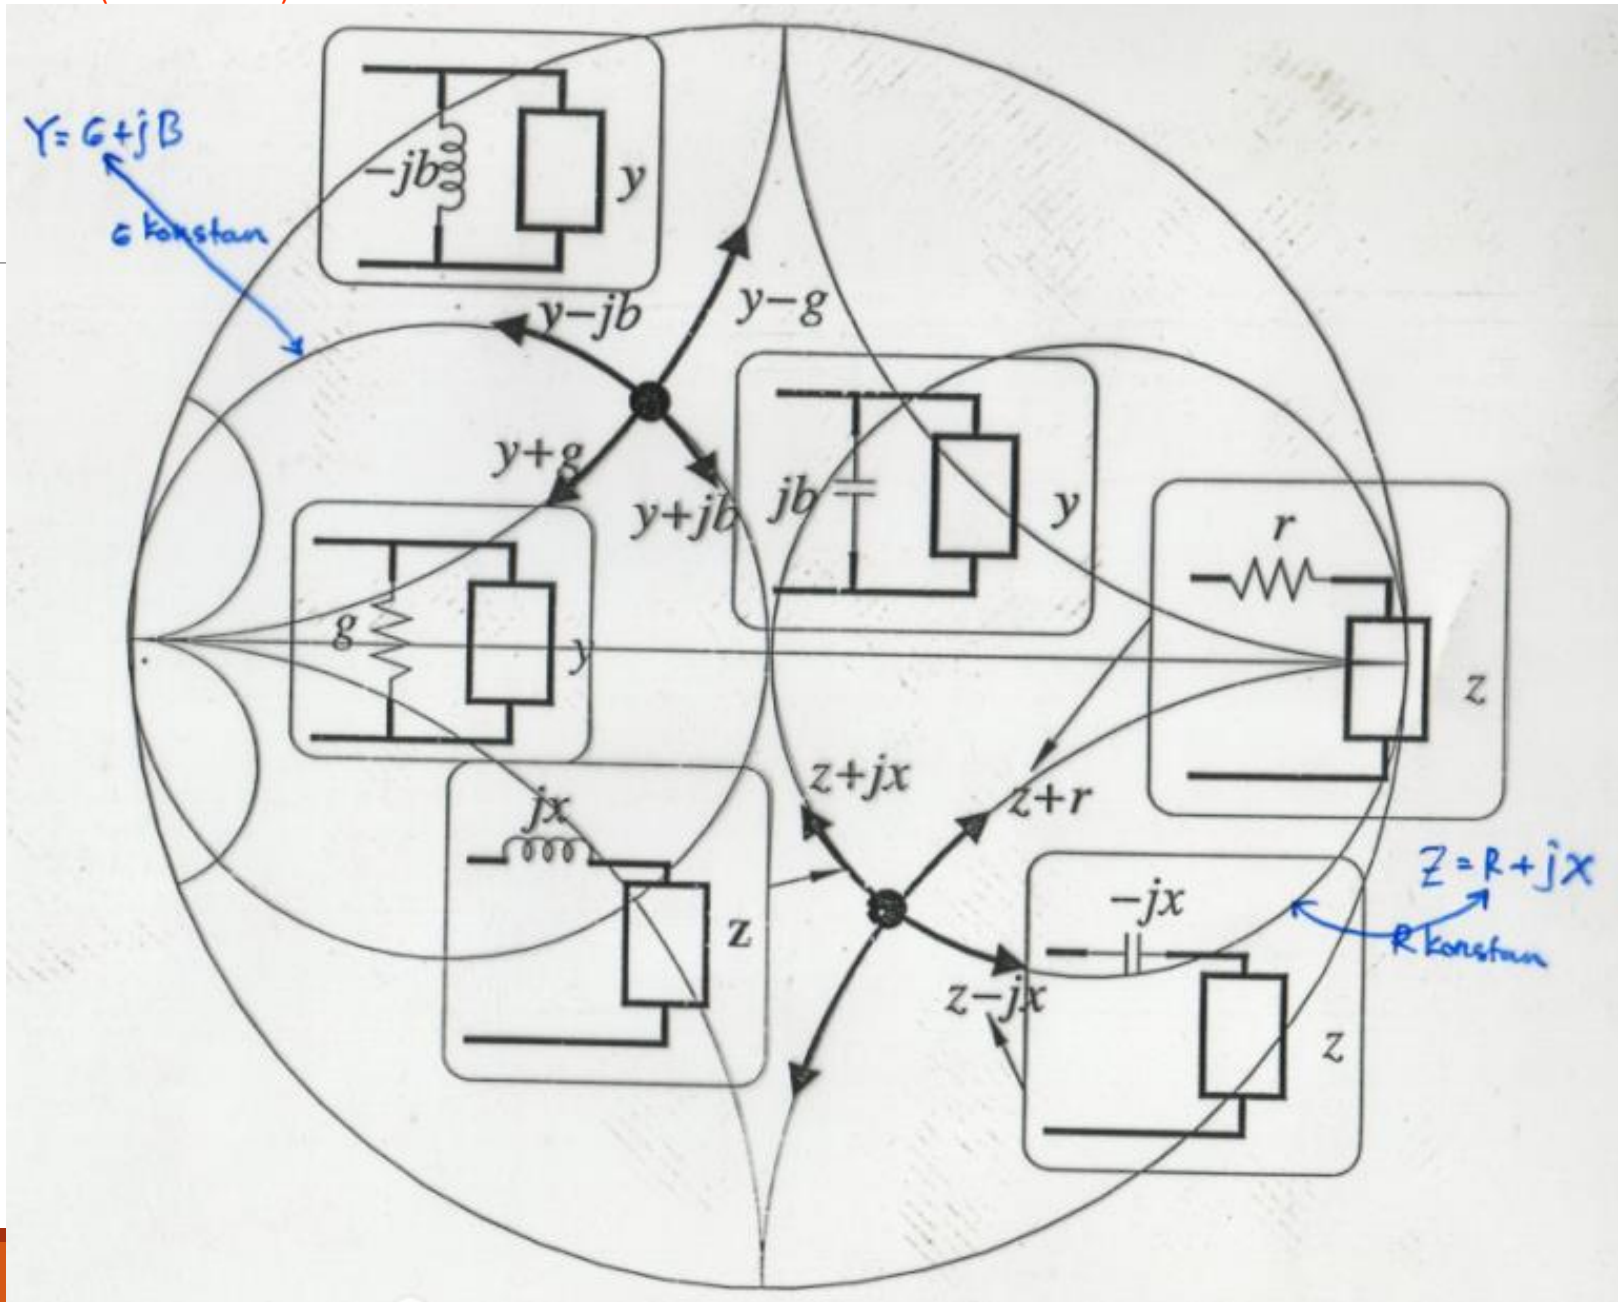 Y= G+jB
G konstan
-jb
y
y-jb
y-g
y+g
y+jb
jb
y
r
z
g
y
z+jx
z+r
jx
z
-jx
z-jx
z
Z = R + jX
R konstan